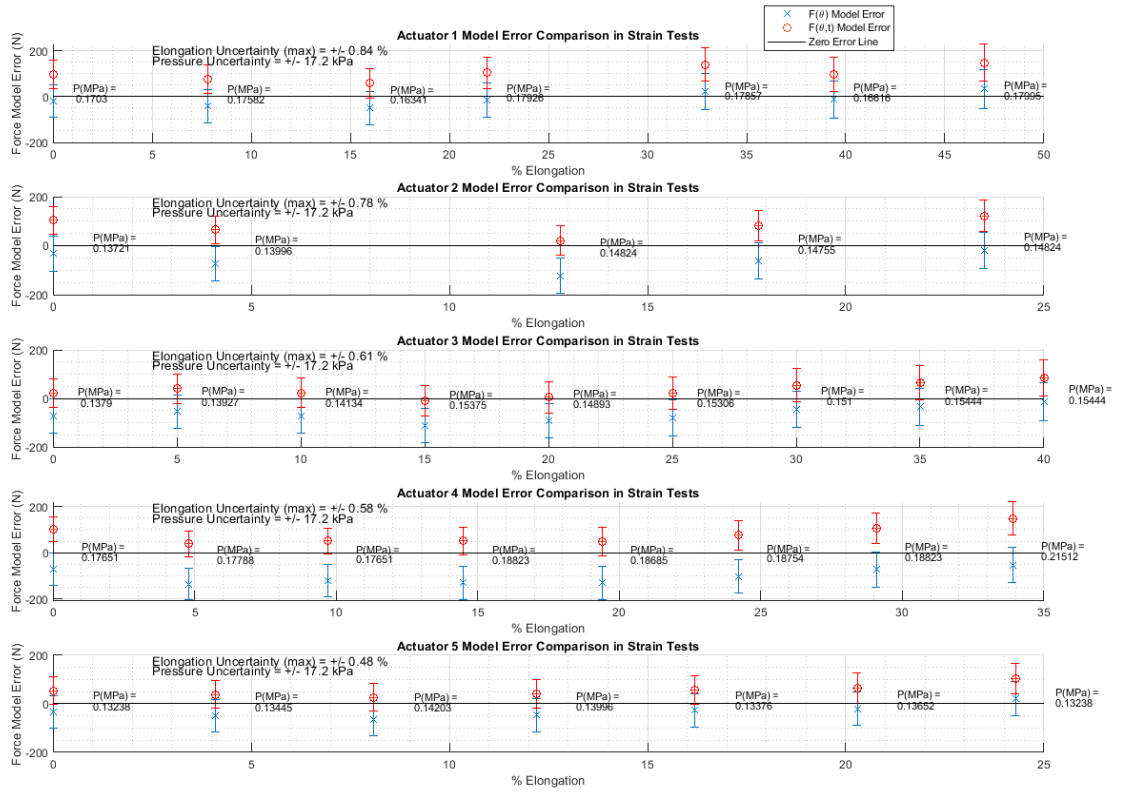 F(θ) Model Error
F(θ,t) Model Error
Zero Error Line
Actuator 1 Model Error Comparison in Strain Tests
Elongation Uncertainty (max) = +/- 0.84 %
Pressure Uncertainty = +/- 17.2 kPa
Force Model Error (N)
200
0
-200
P(MPa) =
0.1703
P(MPa) =
0.17582
P(MPa) =
0.16341
P(MPa) =
0.17926
P(MPa) =
0.17857
P(MPa) =
0.16616
P(MPa) =
0.17995
0 5 10 15 20 25 30 35 40 45 50
% Elongation
Actuator 2 Model Error Comparison in Strain Tests
Elongation Uncertainty (max) = +/- 0.78 %
Pressure Uncertainty = +/- 17.2 kPa
Force Model Error (N)
200
0
-200
P(MPa) =
0.13721
P(MPa) =
0.13996
P(MPa) =
0.14824
P(MPa) =
0.14755
P(MPa) =
0.14824
0 5 10 15 20 25
% Elongation
Actuator 3 Model Error Comparison in Strain Tests
Elongation Uncertainty (max) = +/- 0.61 %
Pressure Uncertainty = +/- 17.2 kPa
Force Model Error (N)
200
0
-200
P(MPa) =
0.1379
P(MPa) =
0.13927
P(MPa) =
0.14134
P(MPa) =
0.15375
P(MPa) =
0.14893
P(MPa) =
0.15306
P(MPa) =
0.151
P(MPa) =
0.15444
P(MPa) =
0.15444
0 5 10 15 20 25 30 35 40
% Elongation
Actuator 4 Model Error Comparison in Strain Tests
Elongation Uncertainty (max) = +/- 0.58 %
Pressure Uncertainty = +/- 17.2 kPa
Force Model Error (N)
200
0
-200
P(MPa) =
0.17651
P(MPa) =
0.17788
P(MPa) =
0.17651
P(MPa) =
0.18823
P(MPa) =
0.18685
P(MPa) =
0.18754
P(MPa) =
0.18823
P(MPa) =
0.21512
0 5 10 15 20 25 30 35
% Elongation
Actuator 5 Model Error Comparison in Strain Tests
Elongation Uncertainty (max) = +/- 0.48 %
Pressure Uncertainty = +/- 17.2 kPa
Force Model Error (N)
200
0
-200
P(MPa) =
0.13238
P(MPa) =
0.13445
P(MPa) =
0.14203
P(MPa) =
0.13996
P(MPa) =
0.13376
P(MPa) =
0.13652
P(MPa) =
0.13238
0 5 10 15 20 25
% Elongation